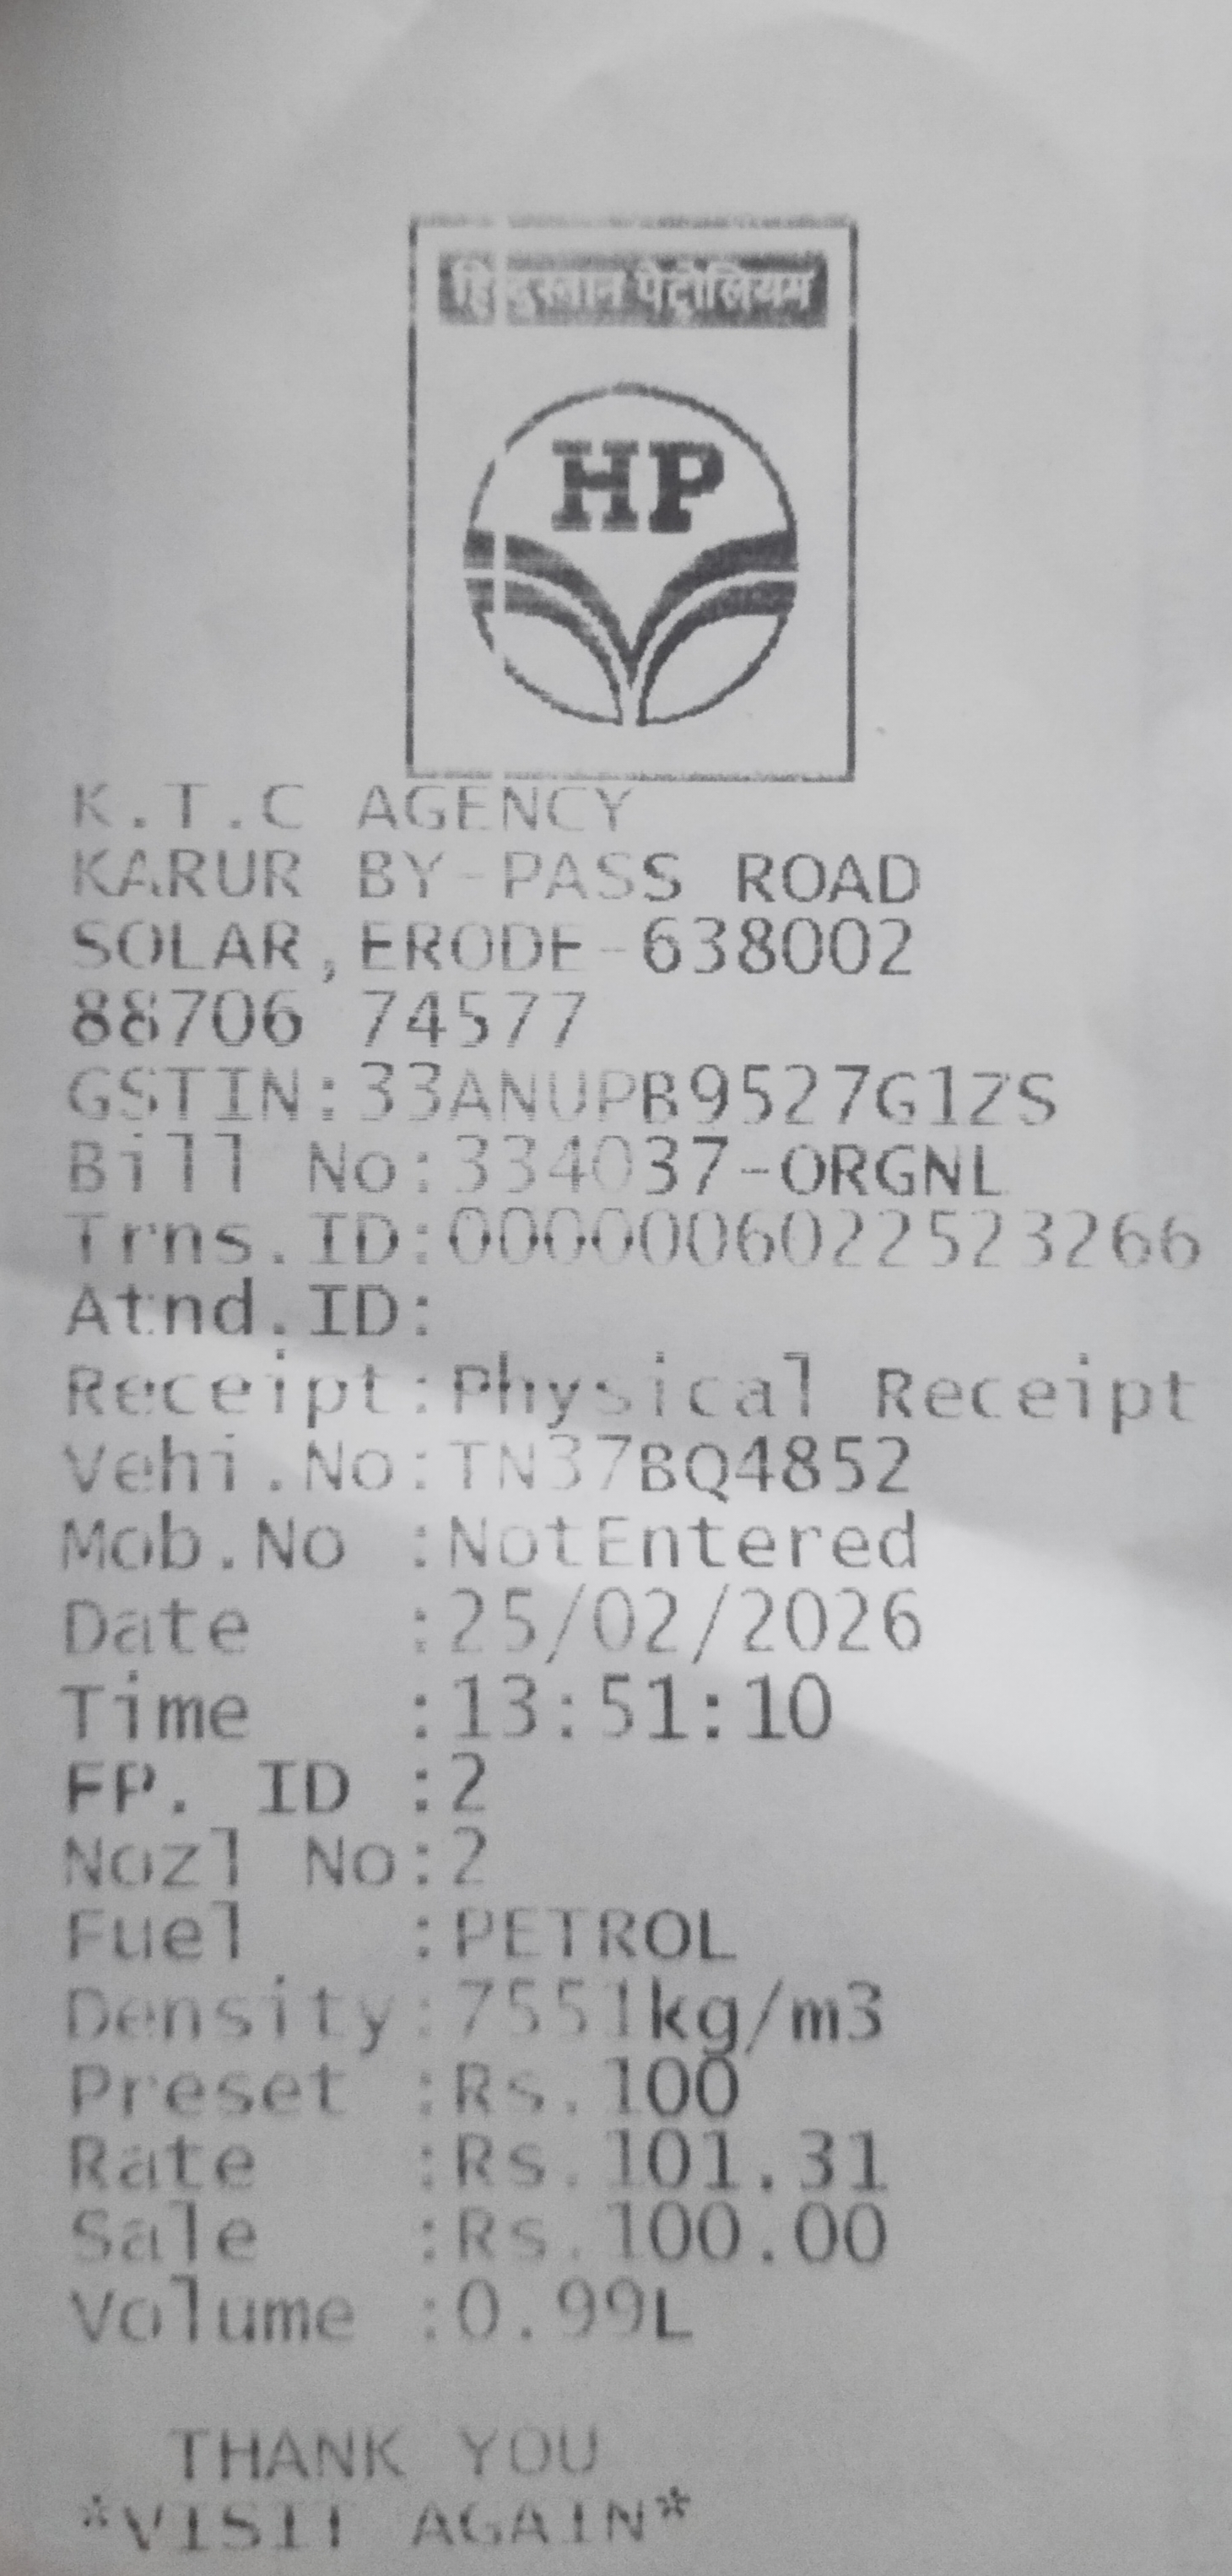 हिन्दुस्तान पेट्रोलियम
HP
K.T.C AGENCY
KARUR BY-PASS ROAD
SOLAR,ERODE-638002
88706 74577
GSTIN:33ANUPB9527G1ZS
Bill No:334037-ORGNL
Trns.ID:0000006022523266
Atnd.ID:
Receipt:Physical Receipt
Vehi.No:TN37BQ4852
Mob.No :NotEntered
Date :25/02/2026
Time :13:51:10
FP. ID :2
Nozl No:2
Fuel :PETROL
Density:7551kg/m3
Preset :Rs.100
Rate :Rs.101.31
Sale :Rs.100.00
Volume :0.99L
THANK YOU
*VISIT AGAIN*